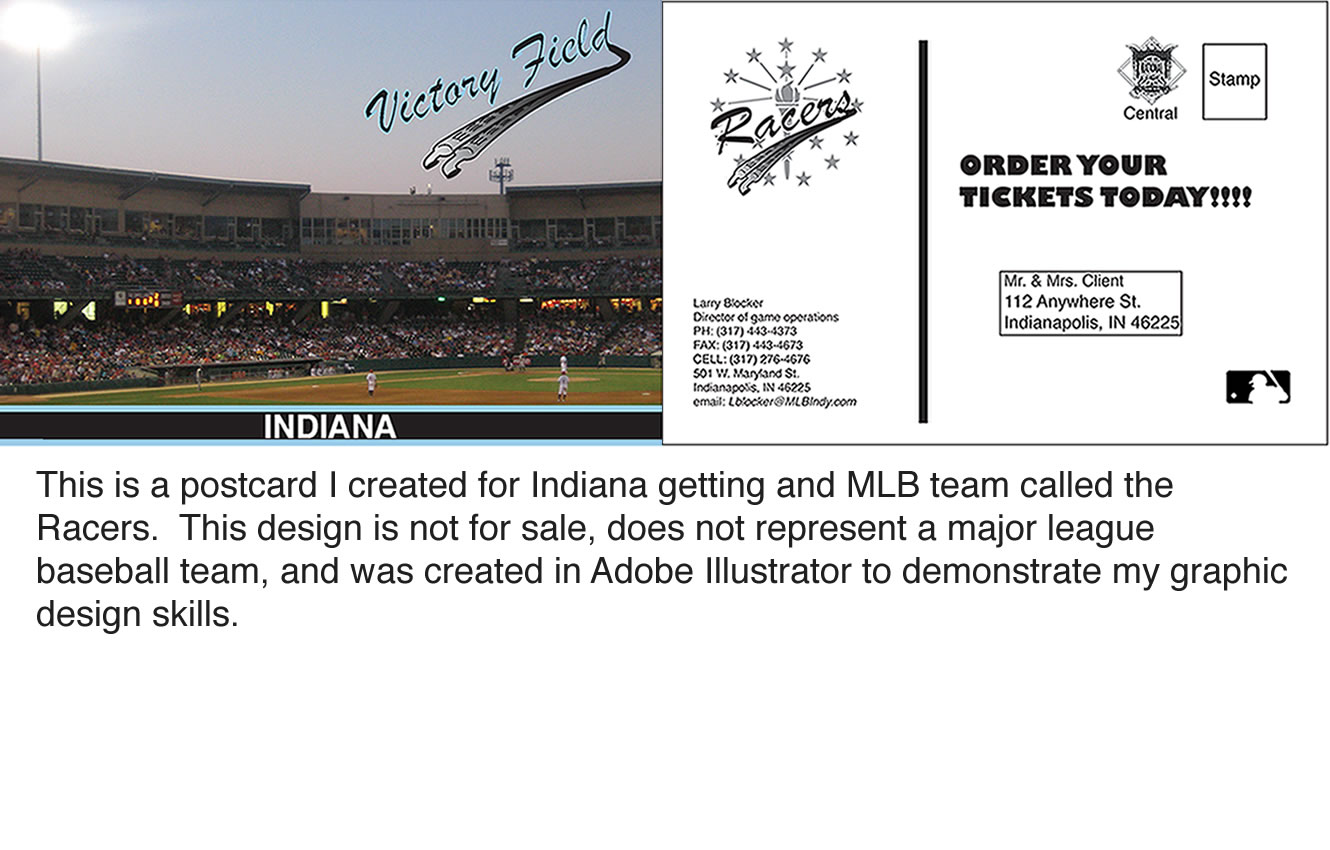 Victory Field
INDIANA
Racers
Larry Blocker
Director of game operations
PH: (317) 443-4373
FAX: (317) 443-4673
CELL: (317) 276-4676
501 W. Maryland St.
Indianapolis, IN 46225
email: Lblocker@MLBIndy.com
Central
Stamp
ORDER YOUR
TICKETS TODAY!!!!
Mr. & Mrs. Client
112 Anywhere St.
Indianapolis, IN 46225
This is a postcard I created for Indiana getting and MLB team called the
Racers.  This design is not for sale, does not represent a major league
baseball team, and was created in Adobe Illustrator to demonstrate my graphic
design skills.